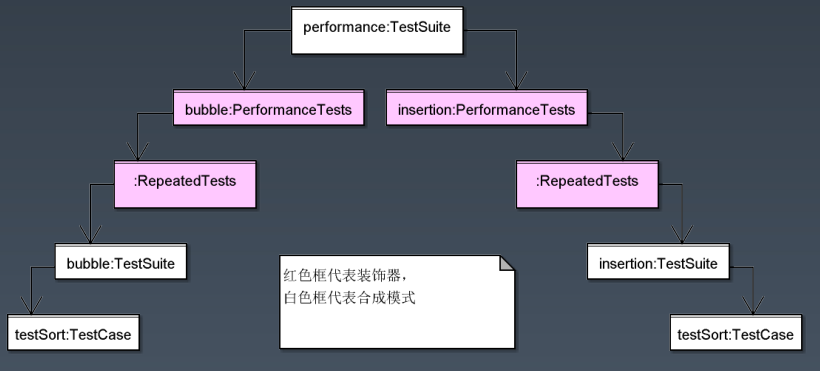 performance:TestSuite
bubble:PerformanceTests
insertion:PerformanceTests
:RepeatedTests
:RepeatedTests
bubble:TestSuite
insertion:TestSuite
红色框代表装饰器，
白色框代表合成模式
testSort:TestCase
testSort:TestCase